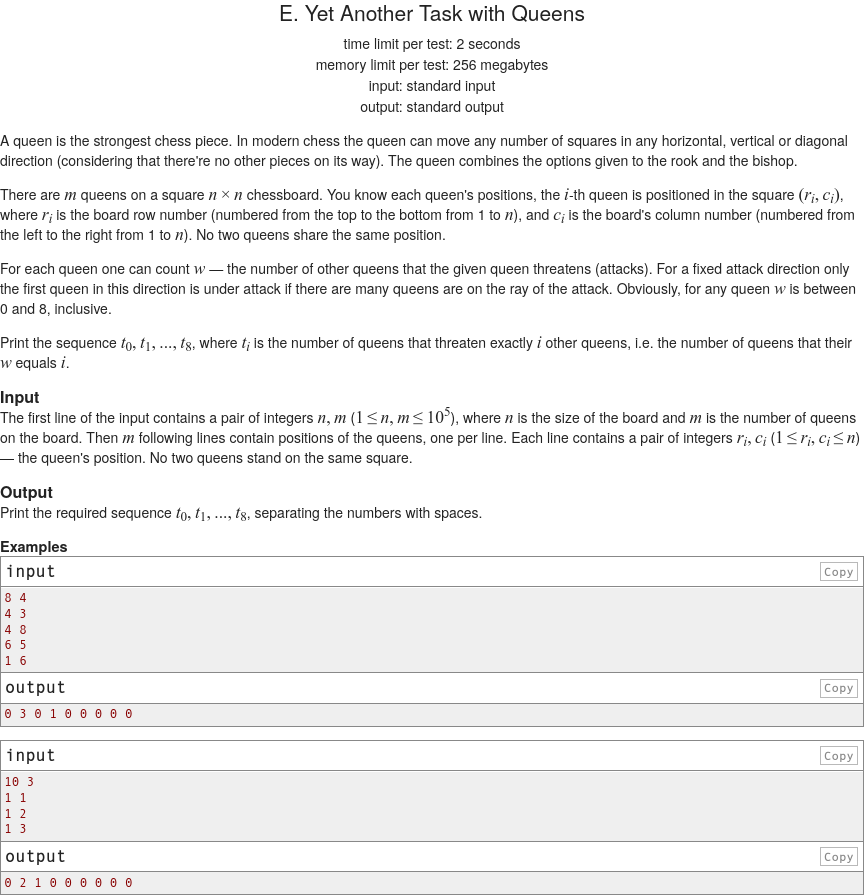 E. Yet Another Task with Queens
time limit per test: 2 seconds
memory limit per test: 256 megabytes
input: standard input
output: standard output
A queen is the strongest chess piece. In modern chess the queen can move any number of squares in any horizontal, vertical or diagonal
direction (considering that there're no other pieces on its way). The queen combines the options given to the rook and the bishop.
There are m queens on a square n × n chessboard. You know each queen's positions, the i-th queen is positioned in the square (r_i, c_i),
where r_i is the board row number (numbered from the top to the bottom from 1 to n), and c_i is the board's column number (numbered from
the left to the right from 1 to n). No two queens share the same position.
For each queen one can count w — the number of other queens that the given queen threatens (attacks). For a fixed attack direction only
the first queen in this direction is under attack if there are many queens are on the ray of the attack. Obviously, for any queen w is between
0 and 8, inclusive.
Print the sequence t_0, t_1, ..., t_8, where t_i is the number of queens that threaten exactly i other queens, i.e. the number of queens that their
w equals i.
Input
The first line of the input contains a pair of integers n, m (1 ≤ n, m ≤ 10^5), where n is the size of the board and m is the number of queens
on the board. Then m following lines contain positions of the queens, one per line. Each line contains a pair of integers r_i, c_i (1 ≤ r_i, c_i ≤ n)
— the queen's position. No two queens stand on the same square.
Output
Print the required sequence t_0, t_1, ..., t_8, separating the numbers with spaces.
Examples
input Copy
8 4
4 3
4 8
6 5
1 6
output Copy
0 3 0 1 0 0 0 0 0
input Copy
10 3
1 1
1 2
1 3
output Copy
0 2 1 0 0 0 0 0 0